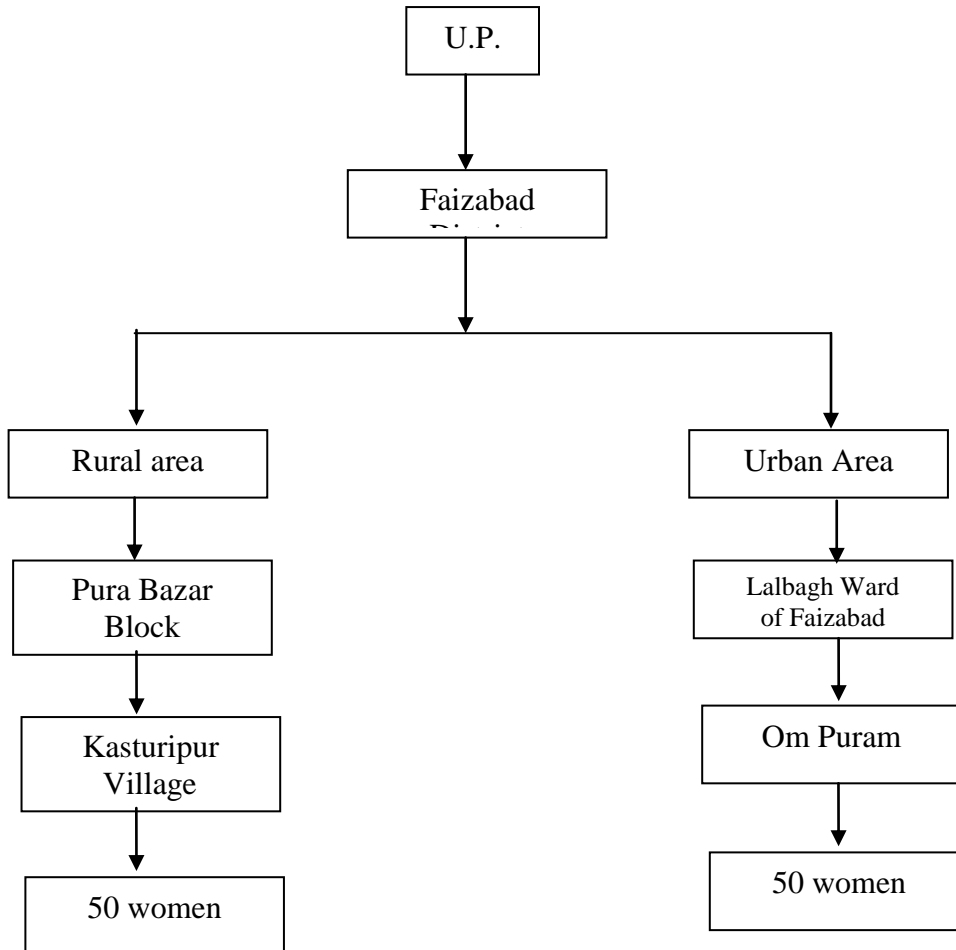 U.P.
Faizabad
Rural area
Urban Area
Pura Bazar
Block
Lalbagh Ward
of Faizabad
Kasturipur
Village
Om Puram
50 women
50 women